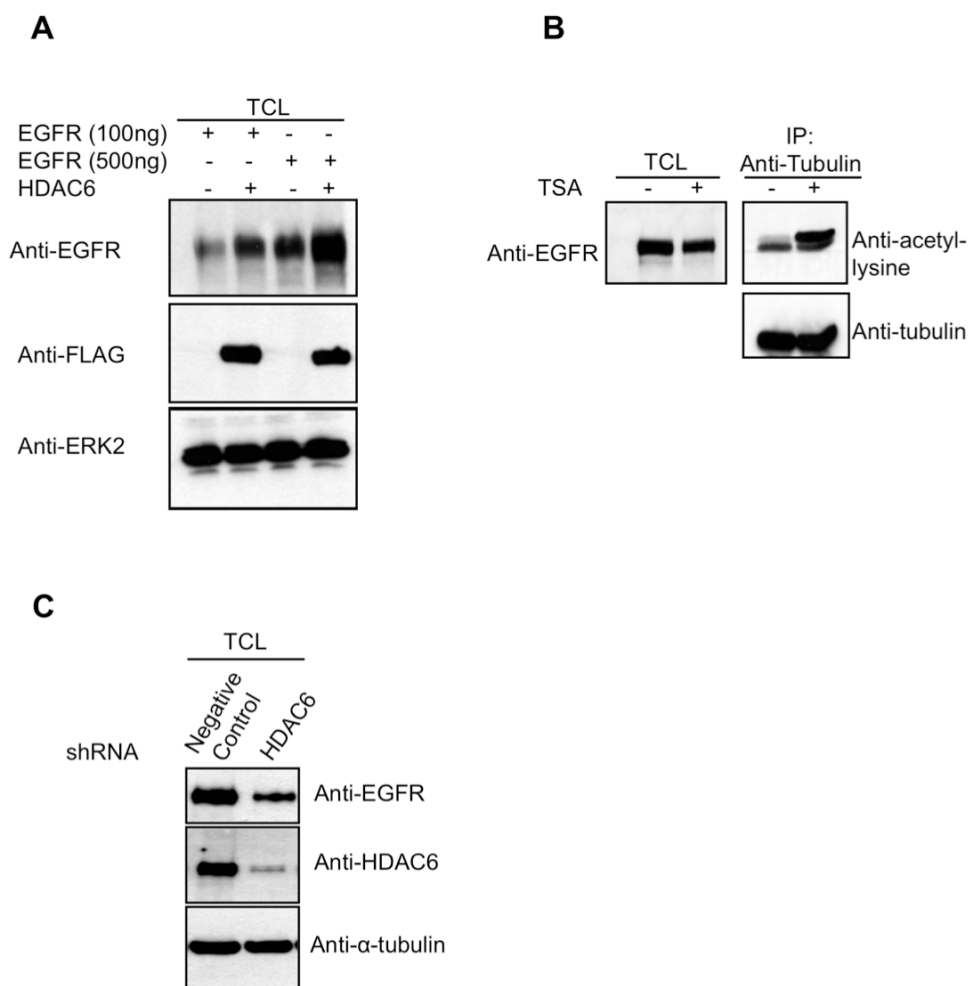 A
TCL
EGFR (100ng) + + - -
EGFR (500ng) - - + +
HDAC6 - + - +
Anti-EGFR
Anti-FLAG
Anti-ERK2
B
TCL
IP:
Anti-Tubulin
TSA - + - +
Anti-EGFR
Anti-acetyl-
lysine
Anti-tubulin
C
TCL
shRNA
Negative
Control
HDAC6
Anti-EGFR
Anti-HDAC6
Anti-α-tubulin